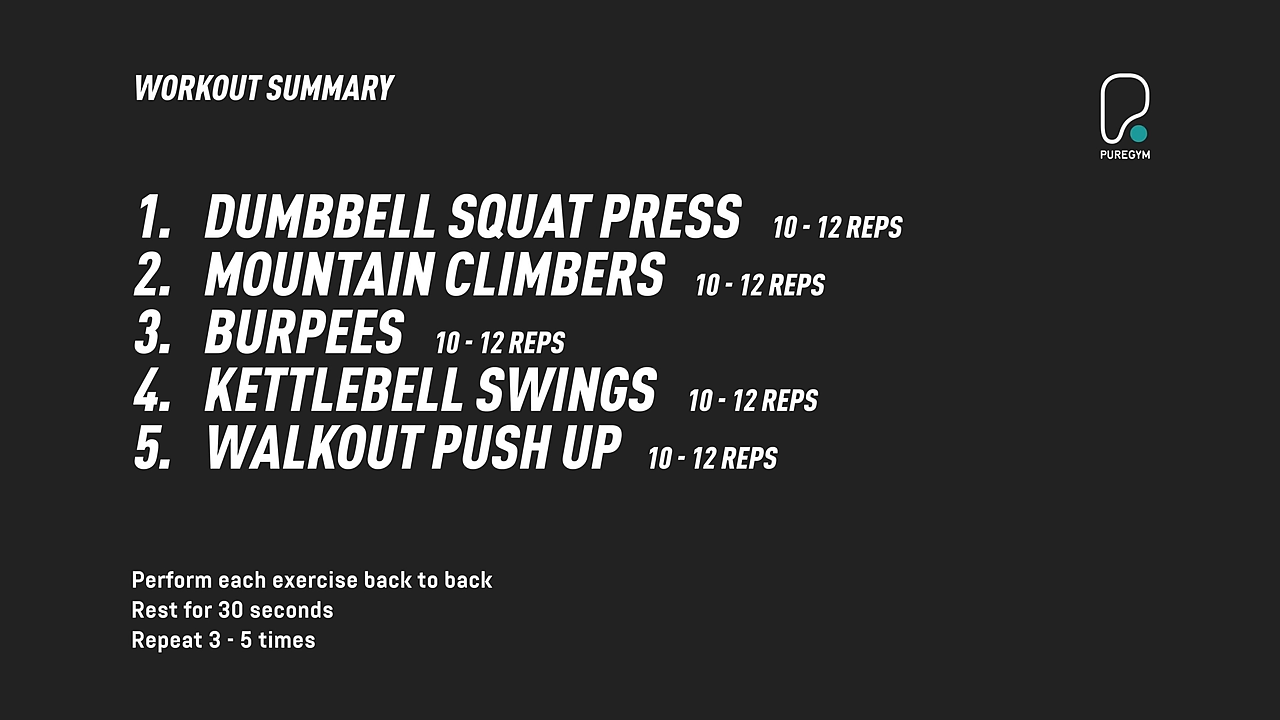 WORKOUT SUMMARY
PUREGYM
1. DUMBBELL SQUAT PRESS 10 - 12 REPS
2. MOUNTAIN CLIMBERS 10 - 12 REPS
3. BURPEES 10 - 12 REPS
4. KETTLEBELL SWINGS 10 - 12 REPS
5. WALKOUT PUSH UP 10 - 12 REPS
Perform each exercise back to back
Rest for 30 seconds
Repeat 3 - 5 times